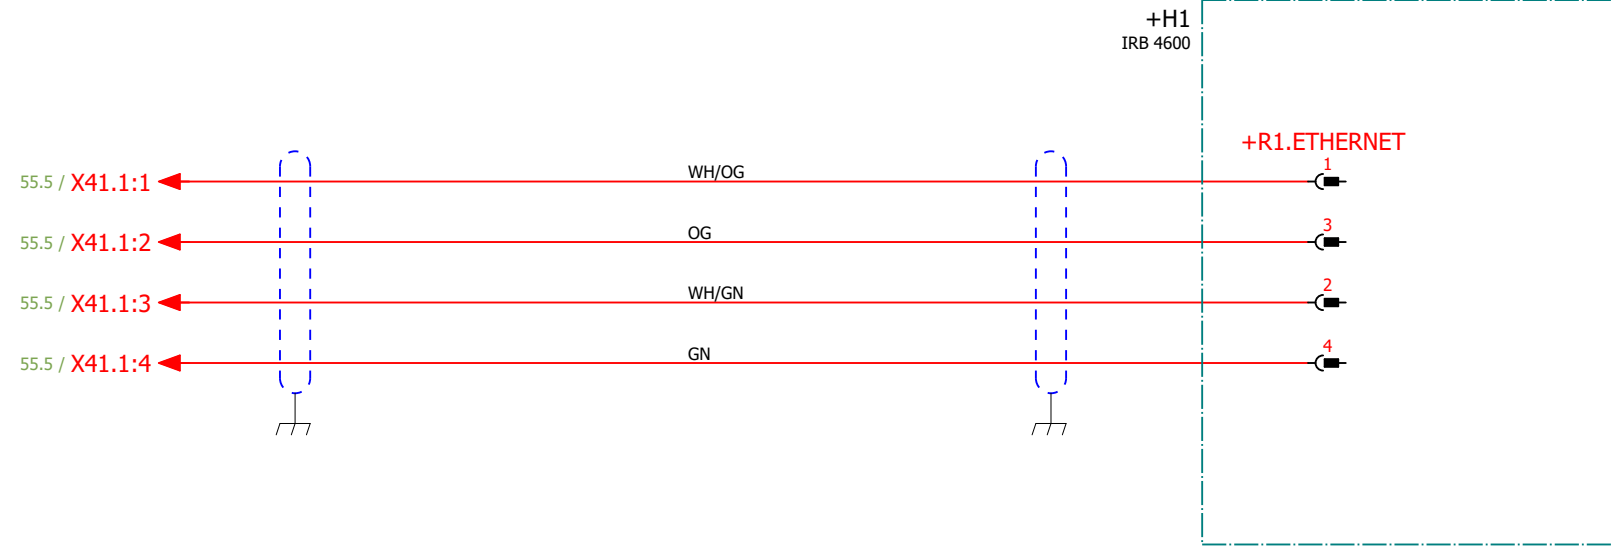 +H1
IRB 4600
+R1.ETHERNET
55.5 / X41.1:1 WH/OG 1
55.5 / X41.1:2 OG 3
55.5 / X41.1:3 WH/GN 2
55.5 / X41.1:4 GN 4